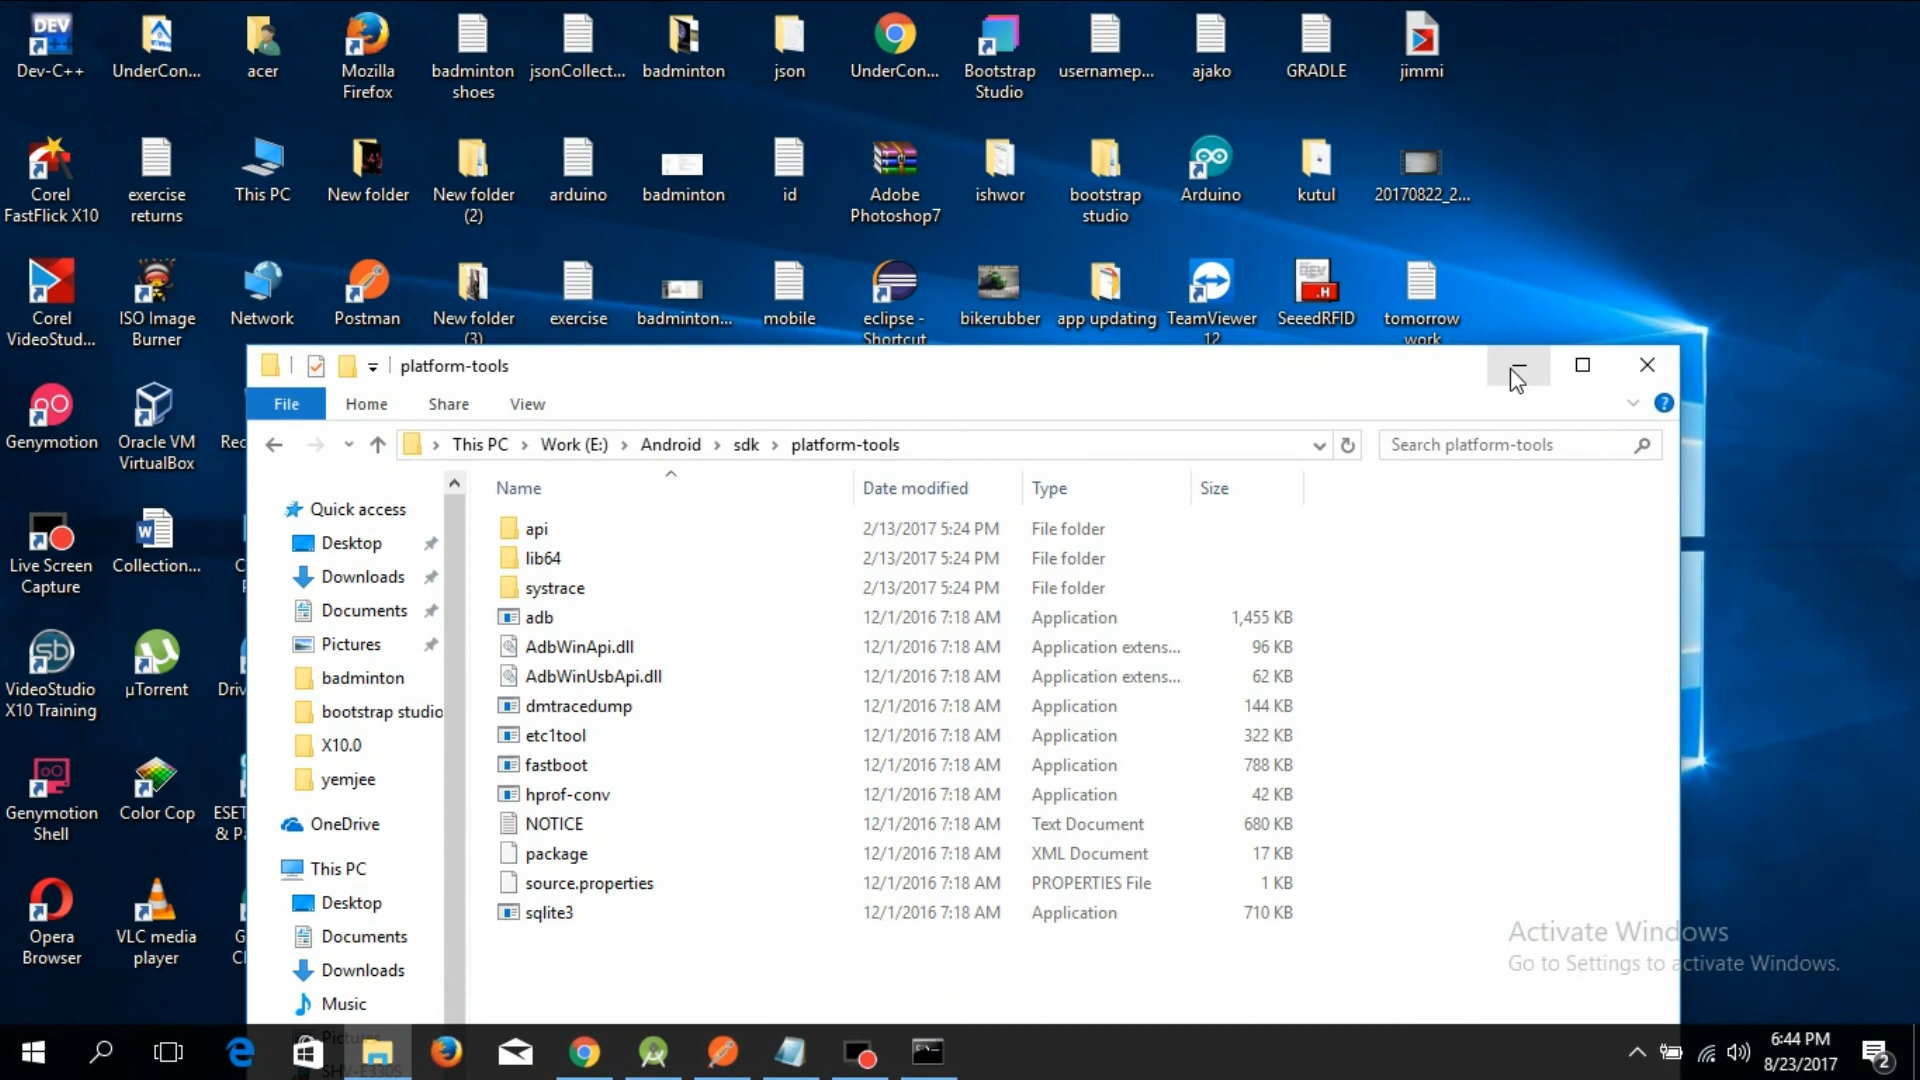 DEV
Dev-C++
UnderCon...
acer
Mozilla
Firefox
badminton
shoes
jsonCollect...
badminton
json
UnderCon...
Bootstrap
Studio
usernamep...
ajako
GRADLE
jimmi
Corel
FastFlick X10
exercise
returns
This PC
New folder
New folder
(2)
arduino
badminton
id
Adobe
Photoshop7
ishwor
bootstrap
studio
Arduino
kutul
20170822_2...
Corel
VideoStud...
ISO Image
Burner
Network
Postman
New folder
(3)
exercise
badminton...
mobile
eclipse -
Shortcut
bikerubber
app updating
TeamViewer
12
DEV
.H
SeeedRFID
tomorrow
work
Genymotion
Oracle VM
VirtualBox
Rec
Live Screen
Capture
Collection...
VideoStudio
X10 Training
µTorrent
Driv
Genymotion
Shell
Color Cop
ESET
& Pa
Opera
Browser
VLC media
player
platform-tools
File
Home
Share
View
This PC
Work (E:)
Android
sdk
platform-tools
Search platform-tools
Name
Date modified
Type
Size
Quick access
Desktop
Downloads
Documents
Pictures
badminton
bootstrap studio
X10.0
yemjee
OneDrive
This PC
Desktop
Documents
Downloads
Music
Pictures
SHV-E330S
api 2/13/2017 5:24 PM File folder
lib64 2/13/2017 5:24 PM File folder
systrace 2/13/2017 5:24 PM File folder
adb 12/1/2016 7:18 AM Application 1,455 KB
AdbWinApi.dll 12/1/2016 7:18 AM Application extens... 96 KB
AdbWinUsbApi.dll 12/1/2016 7:18 AM Application extens... 62 KB
dmtracedump 12/1/2016 7:18 AM Application 144 KB
etc1tool 12/1/2016 7:18 AM Application 322 KB
fastboot 12/1/2016 7:18 AM Application 788 KB
hprof-conv 12/1/2016 7:18 AM Application 42 KB
NOTICE 12/1/2016 7:18 AM Text Document 680 KB
package 12/1/2016 7:18 AM XML Document 17 KB
source.properties 12/1/2016 7:18 AM PROPERTIES File 1 KB
sqlite3 12/1/2016 7:18 AM Application 710 KB
Activate Windows
Go to Settings to activate Windows.
6:44 PM
8/23/2017
2